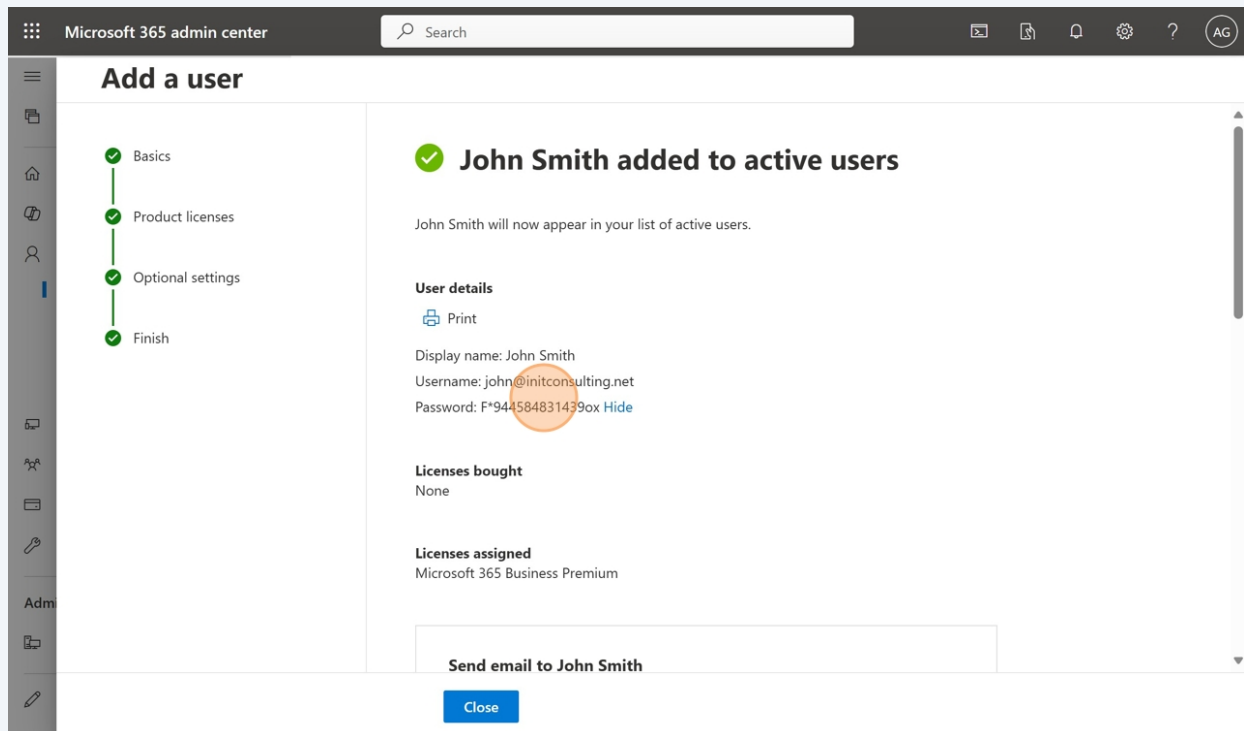 Microsoft 365 admin center
Search
AG
Add a user
Basics
Product licenses
Optional settings
Finish
John Smith added to active users
John Smith will now appear in your list of active users.
User details
Print
Display name: John Smith
Username: john@initconsulting.net
Password: F*944584831439ox Hide
Licenses bought
None
Licenses assigned
Microsoft 365 Business Premium
Send email to John Smith
Admi
Close